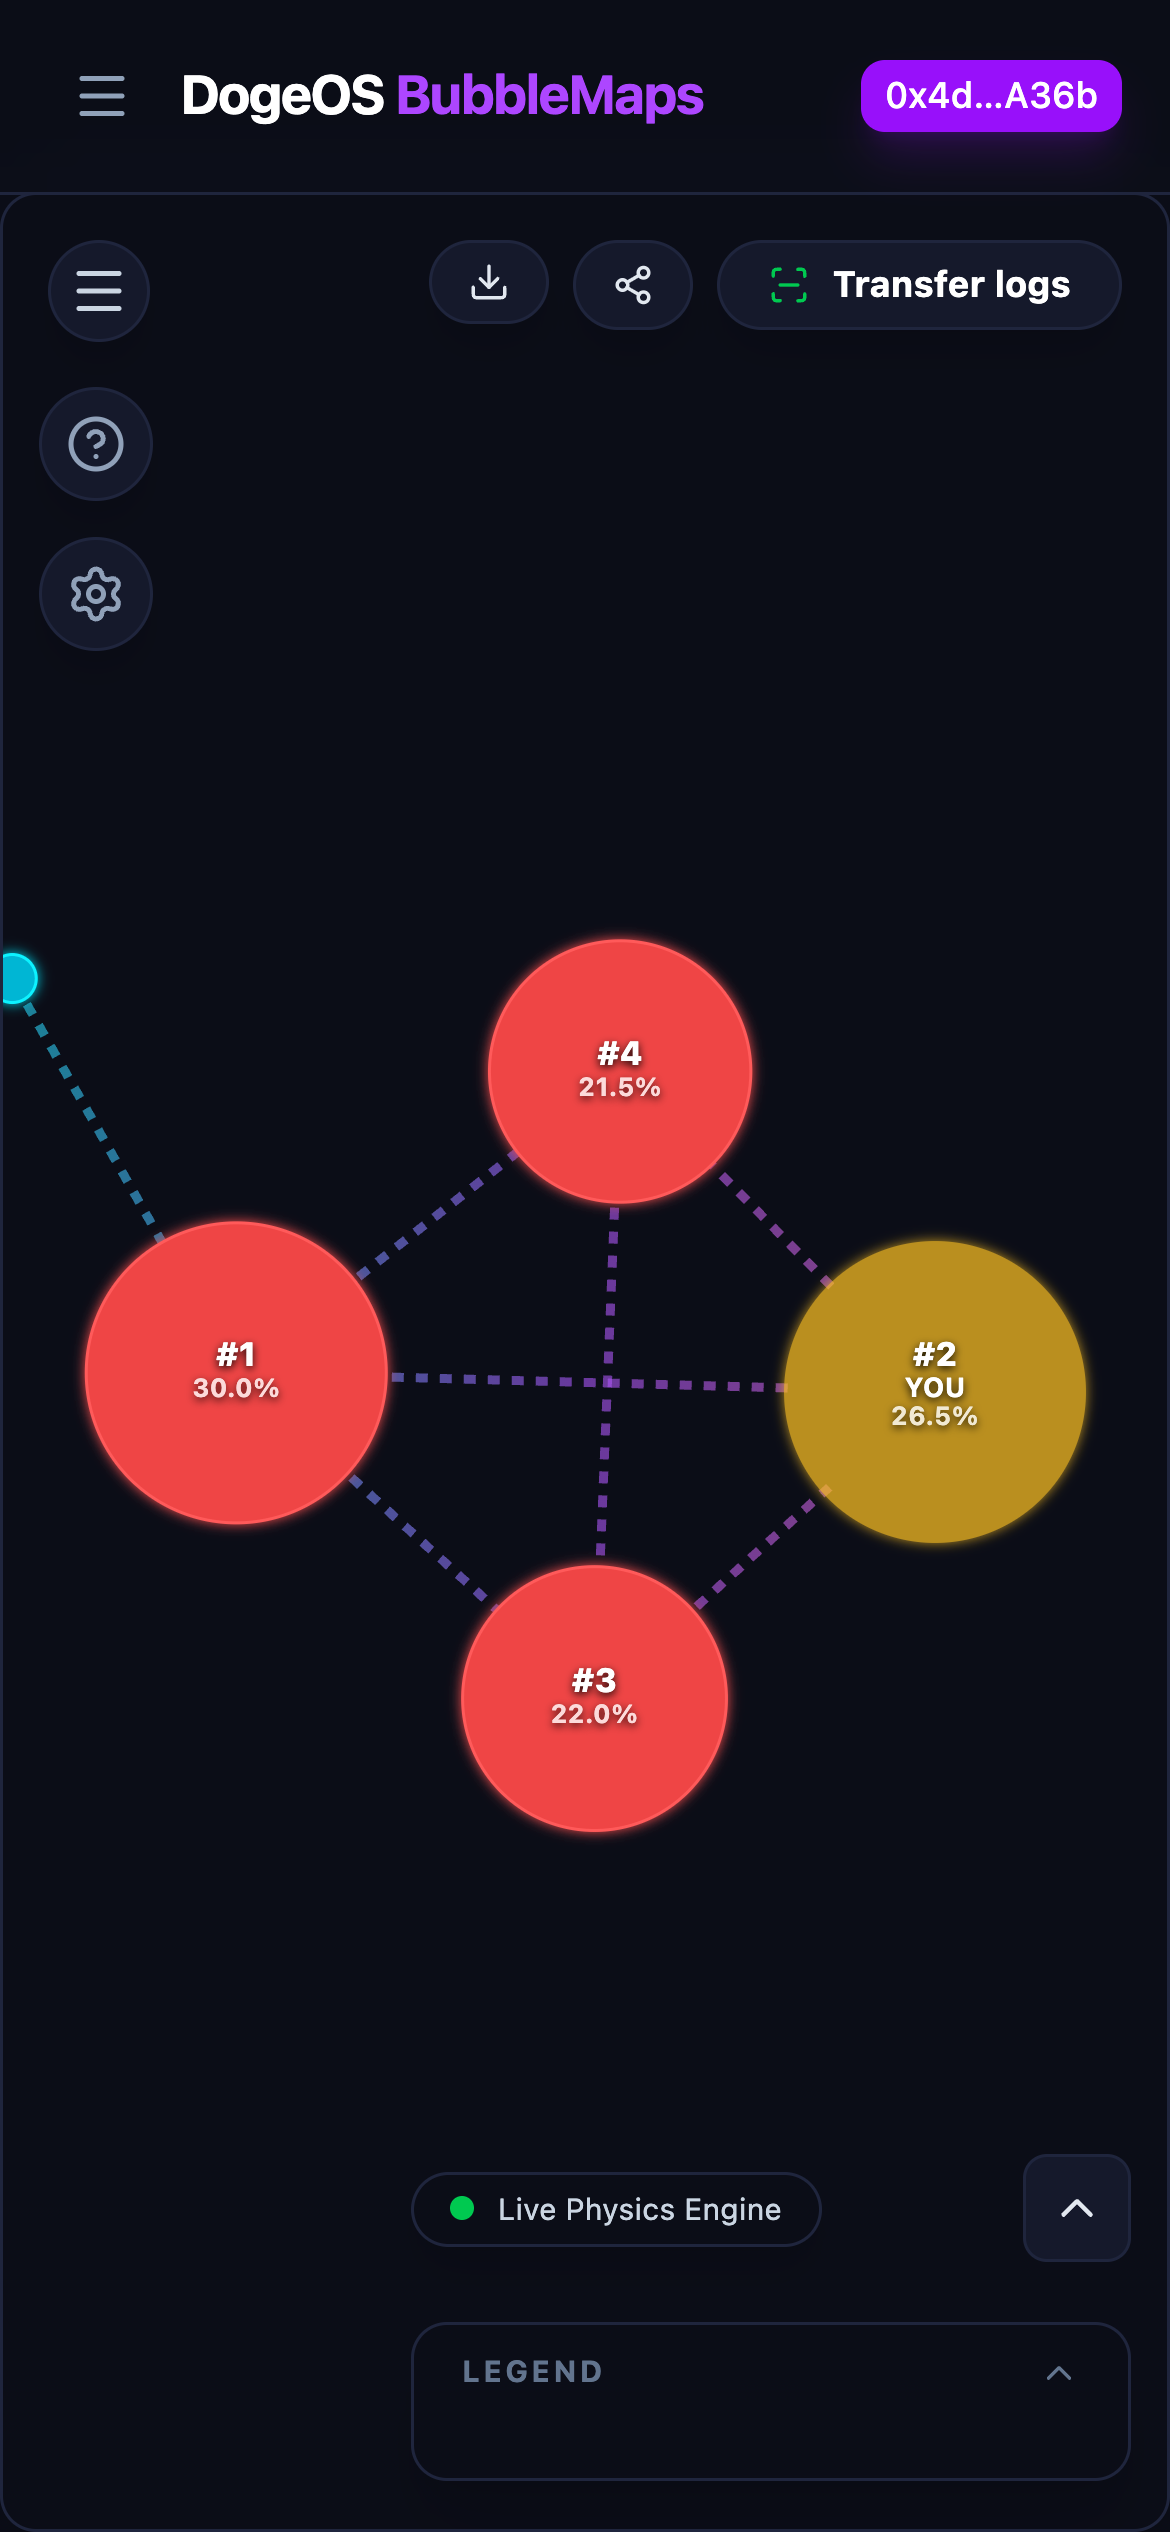 DogeOS BubbleMaps
0x4d...A36b
Transfer logs
#4
21.5%
#1
30.0%
#2
YOU
26.5%
#3
22.0%
Live Physics Engine
LEGEND